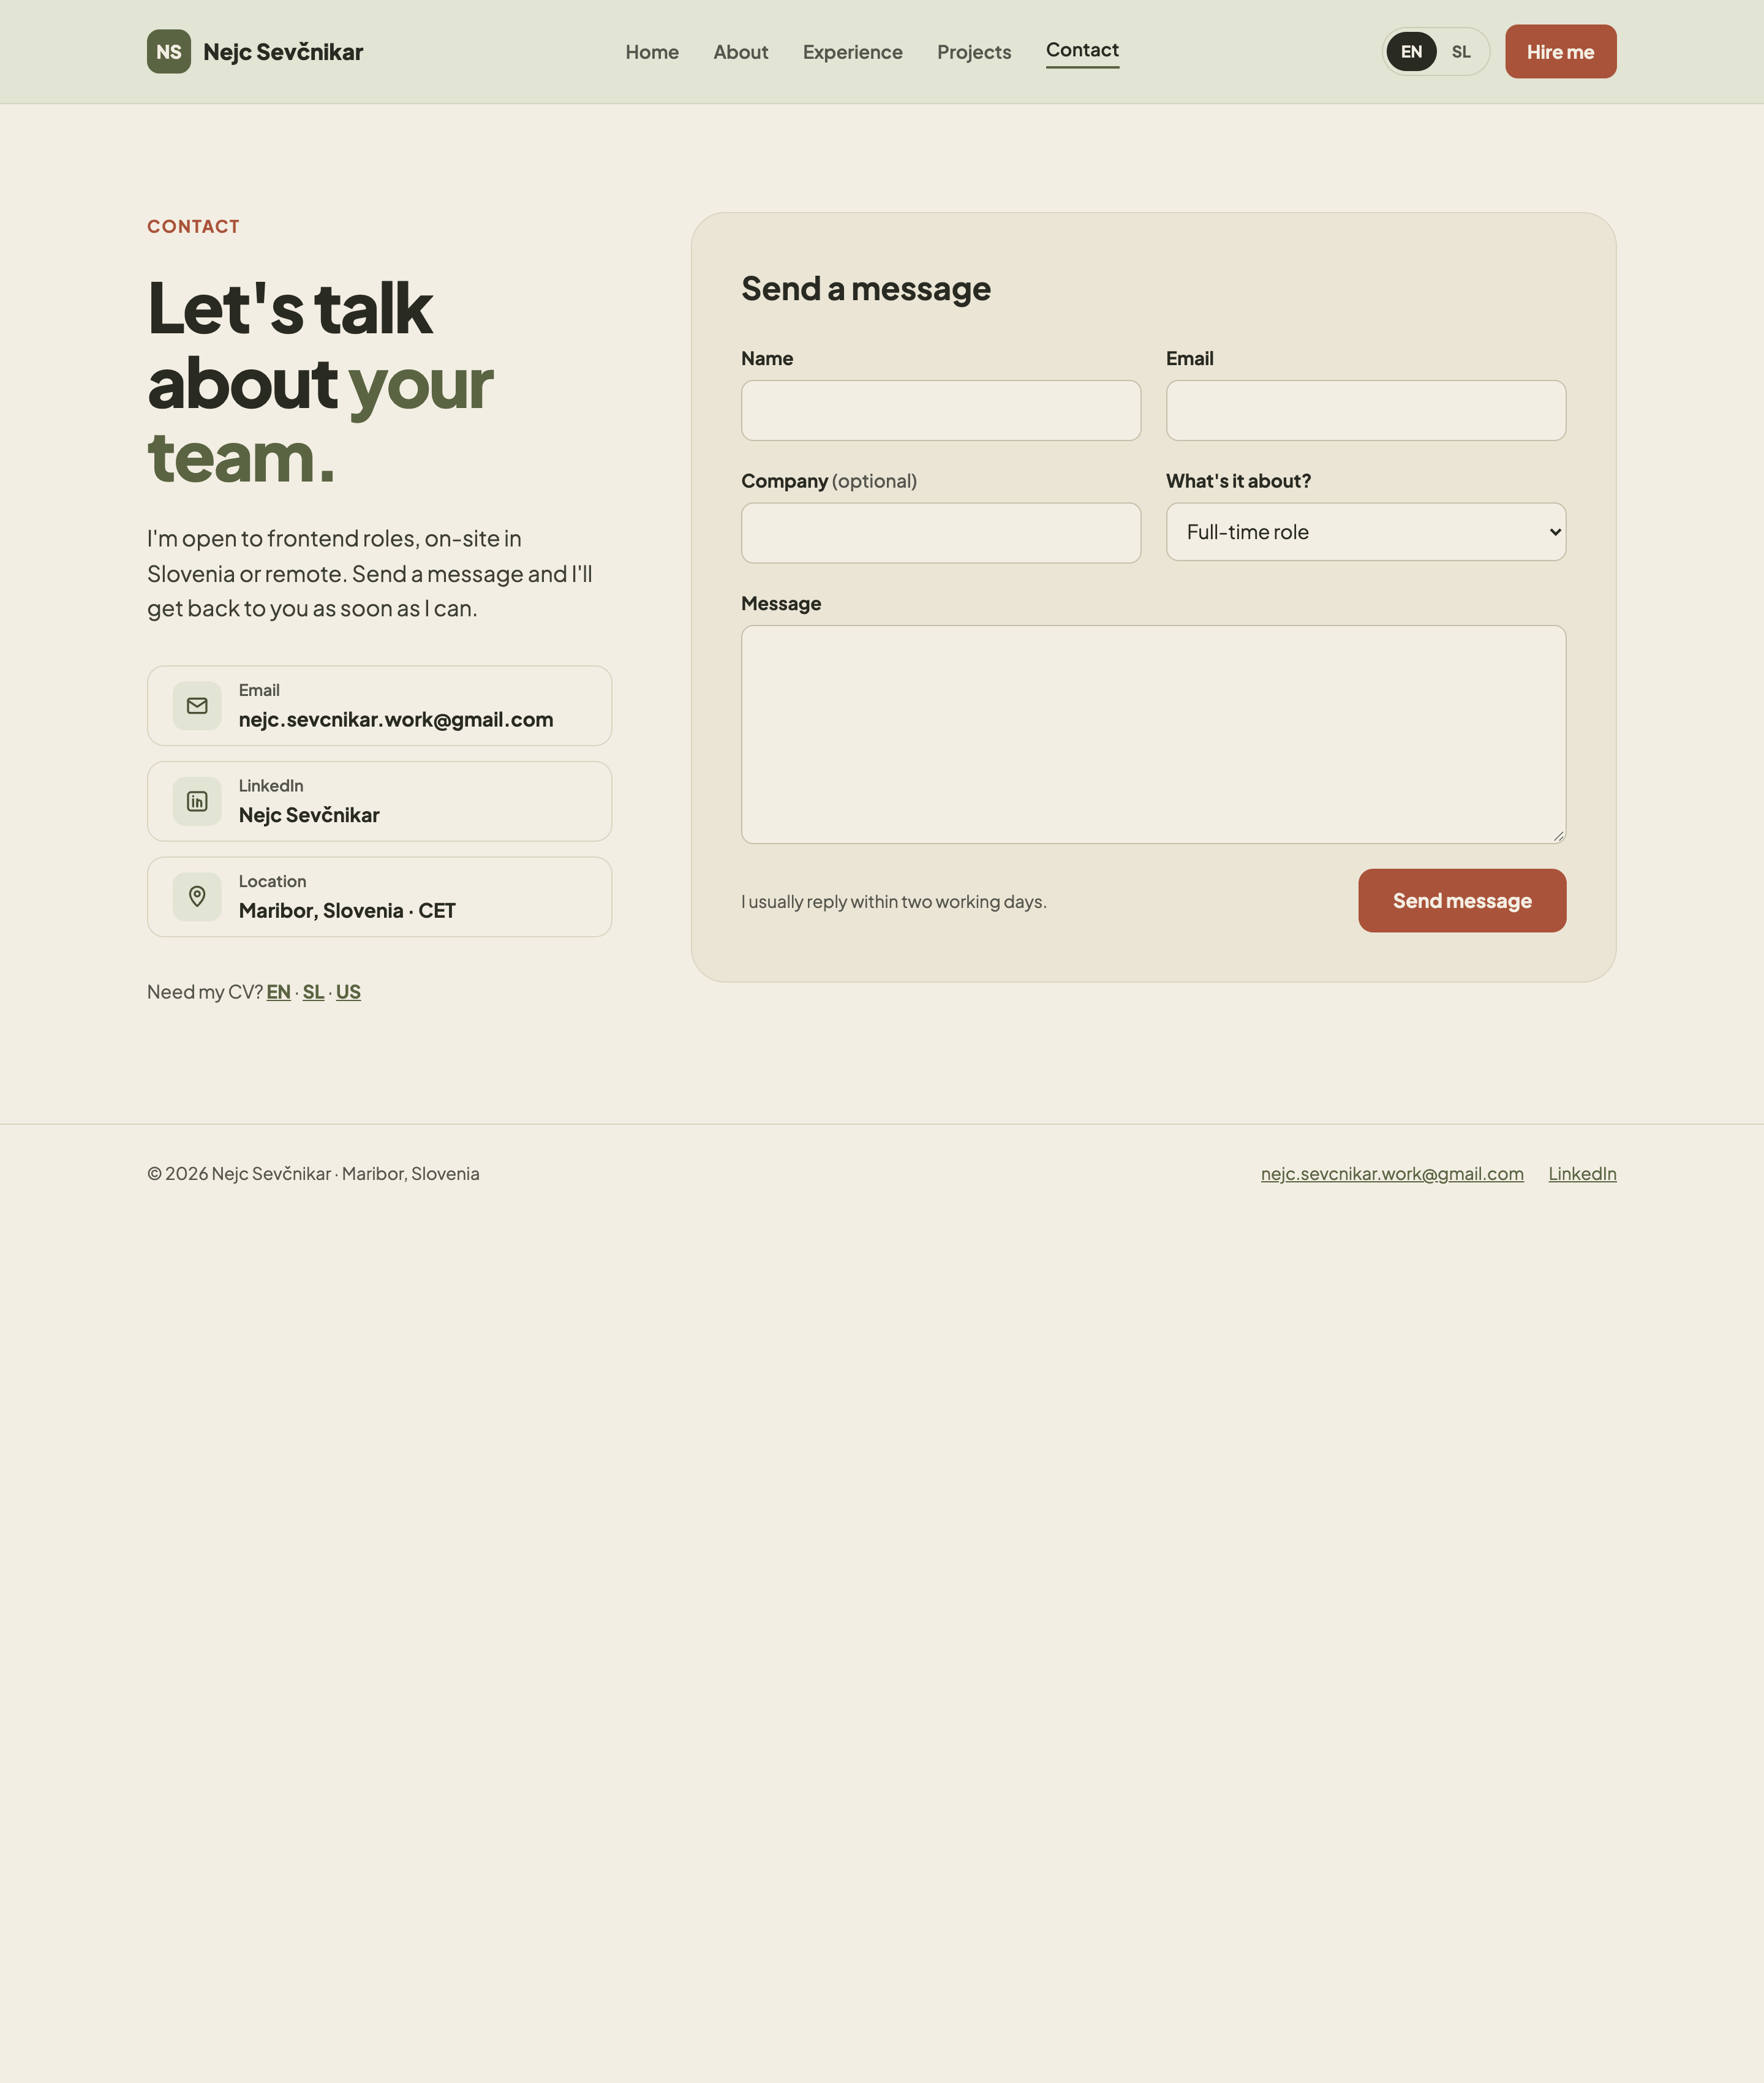 NS Nejc Sevčnikar Home About Experience Projects Contact EN SL Hire me
CONTACT
Let's talk
about your
team.
I'm open to frontend roles, on-site in
Slovenia or remote. Send a message and I'll
get back to you as soon as I can.
Email
nejc.sevcnikar.work@gmail.com
LinkedIn
Nejc Sevčnikar
Location
Maribor, Slovenia · CET
Need my CV? EN · SL · US
Send a message
Name Email
Company (optional) What's it about?
Full-time role
Message
I usually reply within two working days. Send message
© 2026 Nejc Sevčnikar · Maribor, Slovenia nejc.sevcnikar.work@gmail.com LinkedIn